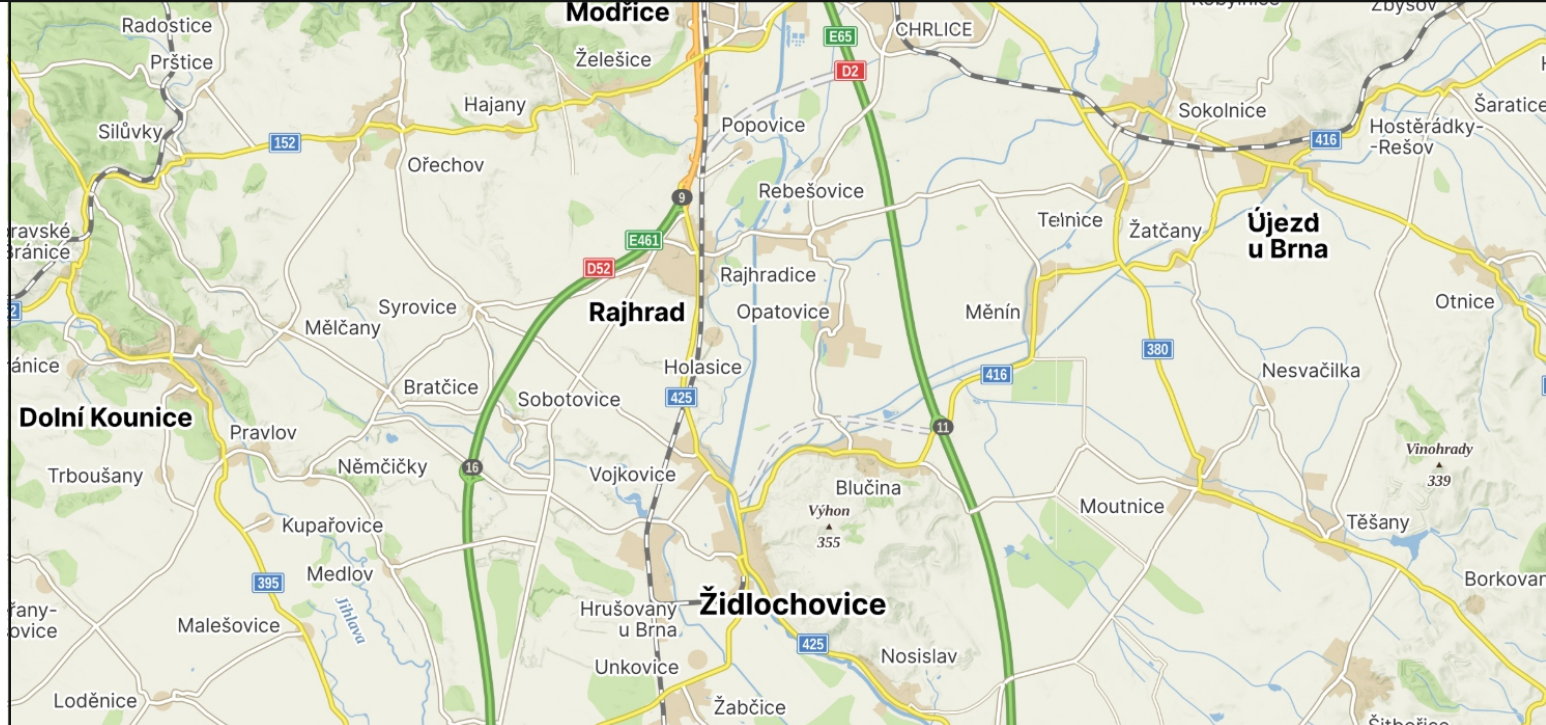 Modřice
Radostice
Zbýšov
CHRLICE
E65
Prštice
Želešice
D2
Hajany
Sokolnice
Šaratice
Silůvky
Popovice
Hostěrádky-
-Rešov
152
416
Ořechov
Rebešovice
9
Telnice
Žatčany
Újezd
u Brna
E461
D52
Rajhradice
Syrovice
Rajhrad
Opatovice
Měnín
Otnice
Mělčany
380
Holasice
416
Nesvačilka
Bratčice
425
Sobotovice
Dolní Kounice
11
Pravlov
Vinohrady
339
Trboušany
Němčičky
16
Vojkovice
Blučina
Výhon
355
Moutnice
Kupařovice
Těšany
395
Medlov
Jihlava
Židlochovice
Hrušovany
u Brna
Malešovice
425
Nosislav
Unkovice
Loděnice
Žabčice